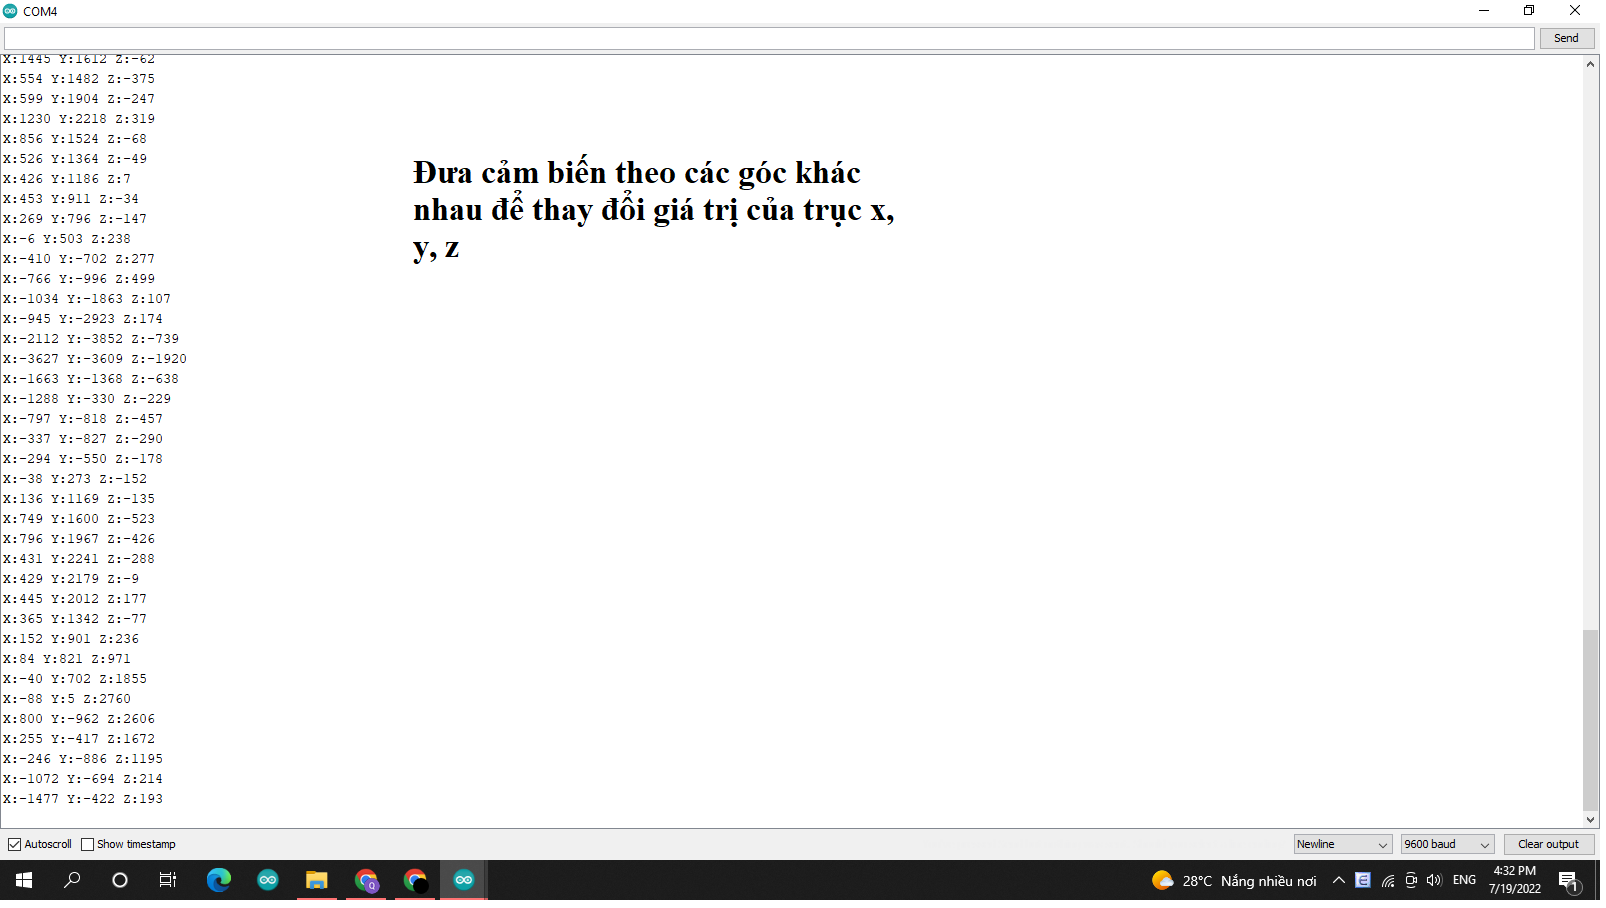 COM4
Send
X:1445 Y:1612 Z:-62
X:554 Y:1482 Z:-375
X:599 Y:1904 Z:-247
X:1230 Y:2218 Z:319
X:856 Y:1524 Z:-68
X:526 Y:1364 Z:-49
X:426 Y:1186 Z:7
X:453 Y:911 Z:-34
X:269 Y:796 Z:-147
X:-6 Y:503 Z:238
X:-410 Y:-702 Z:277
X:-766 Y:-996 Z:499
X:-1034 Y:-1863 Z:107
X:-945 Y:-2923 Z:174
X:-2112 Y:-3852 Z:-739
X:-3627 Y:-3609 Z:-1920
X:-1663 Y:-1368 Z:-638
X:-1288 Y:-330 Z:-229
X:-797 Y:-818 Z:-457
X:-337 Y:-827 Z:-290
X:-294 Y:-550 Z:-178
X:-38 Y:273 Z:-152
X:136 Y:1169 Z:-135
X:749 Y:1600 Z:-523
X:796 Y:1967 Z:-426
X:431 Y:2241 Z:-288
X:429 Y:2179 Z:-9
X:445 Y:2012 Z:177
X:365 Y:1342 Z:-77
X:152 Y:901 Z:236
X:84 Y:821 Z:971
X:-40 Y:702 Z:1855
X:-88 Y:5 Z:2760
X:800 Y:-962 Z:2606
X:255 Y:-417 Z:1672
X:-246 Y:-886 Z:1195
X:-1072 Y:-694 Z:214
X:-1477 Y:-422 Z:193
Đưa cảm biến theo các góc khác
nhau để thay đổi giá trị của trục x,
y, z
Autoscroll Show timestamp Newline 9600 baud Clear output
28°C Nắng nhiều nơi ENG 4:32 PM
7/19/2022
1